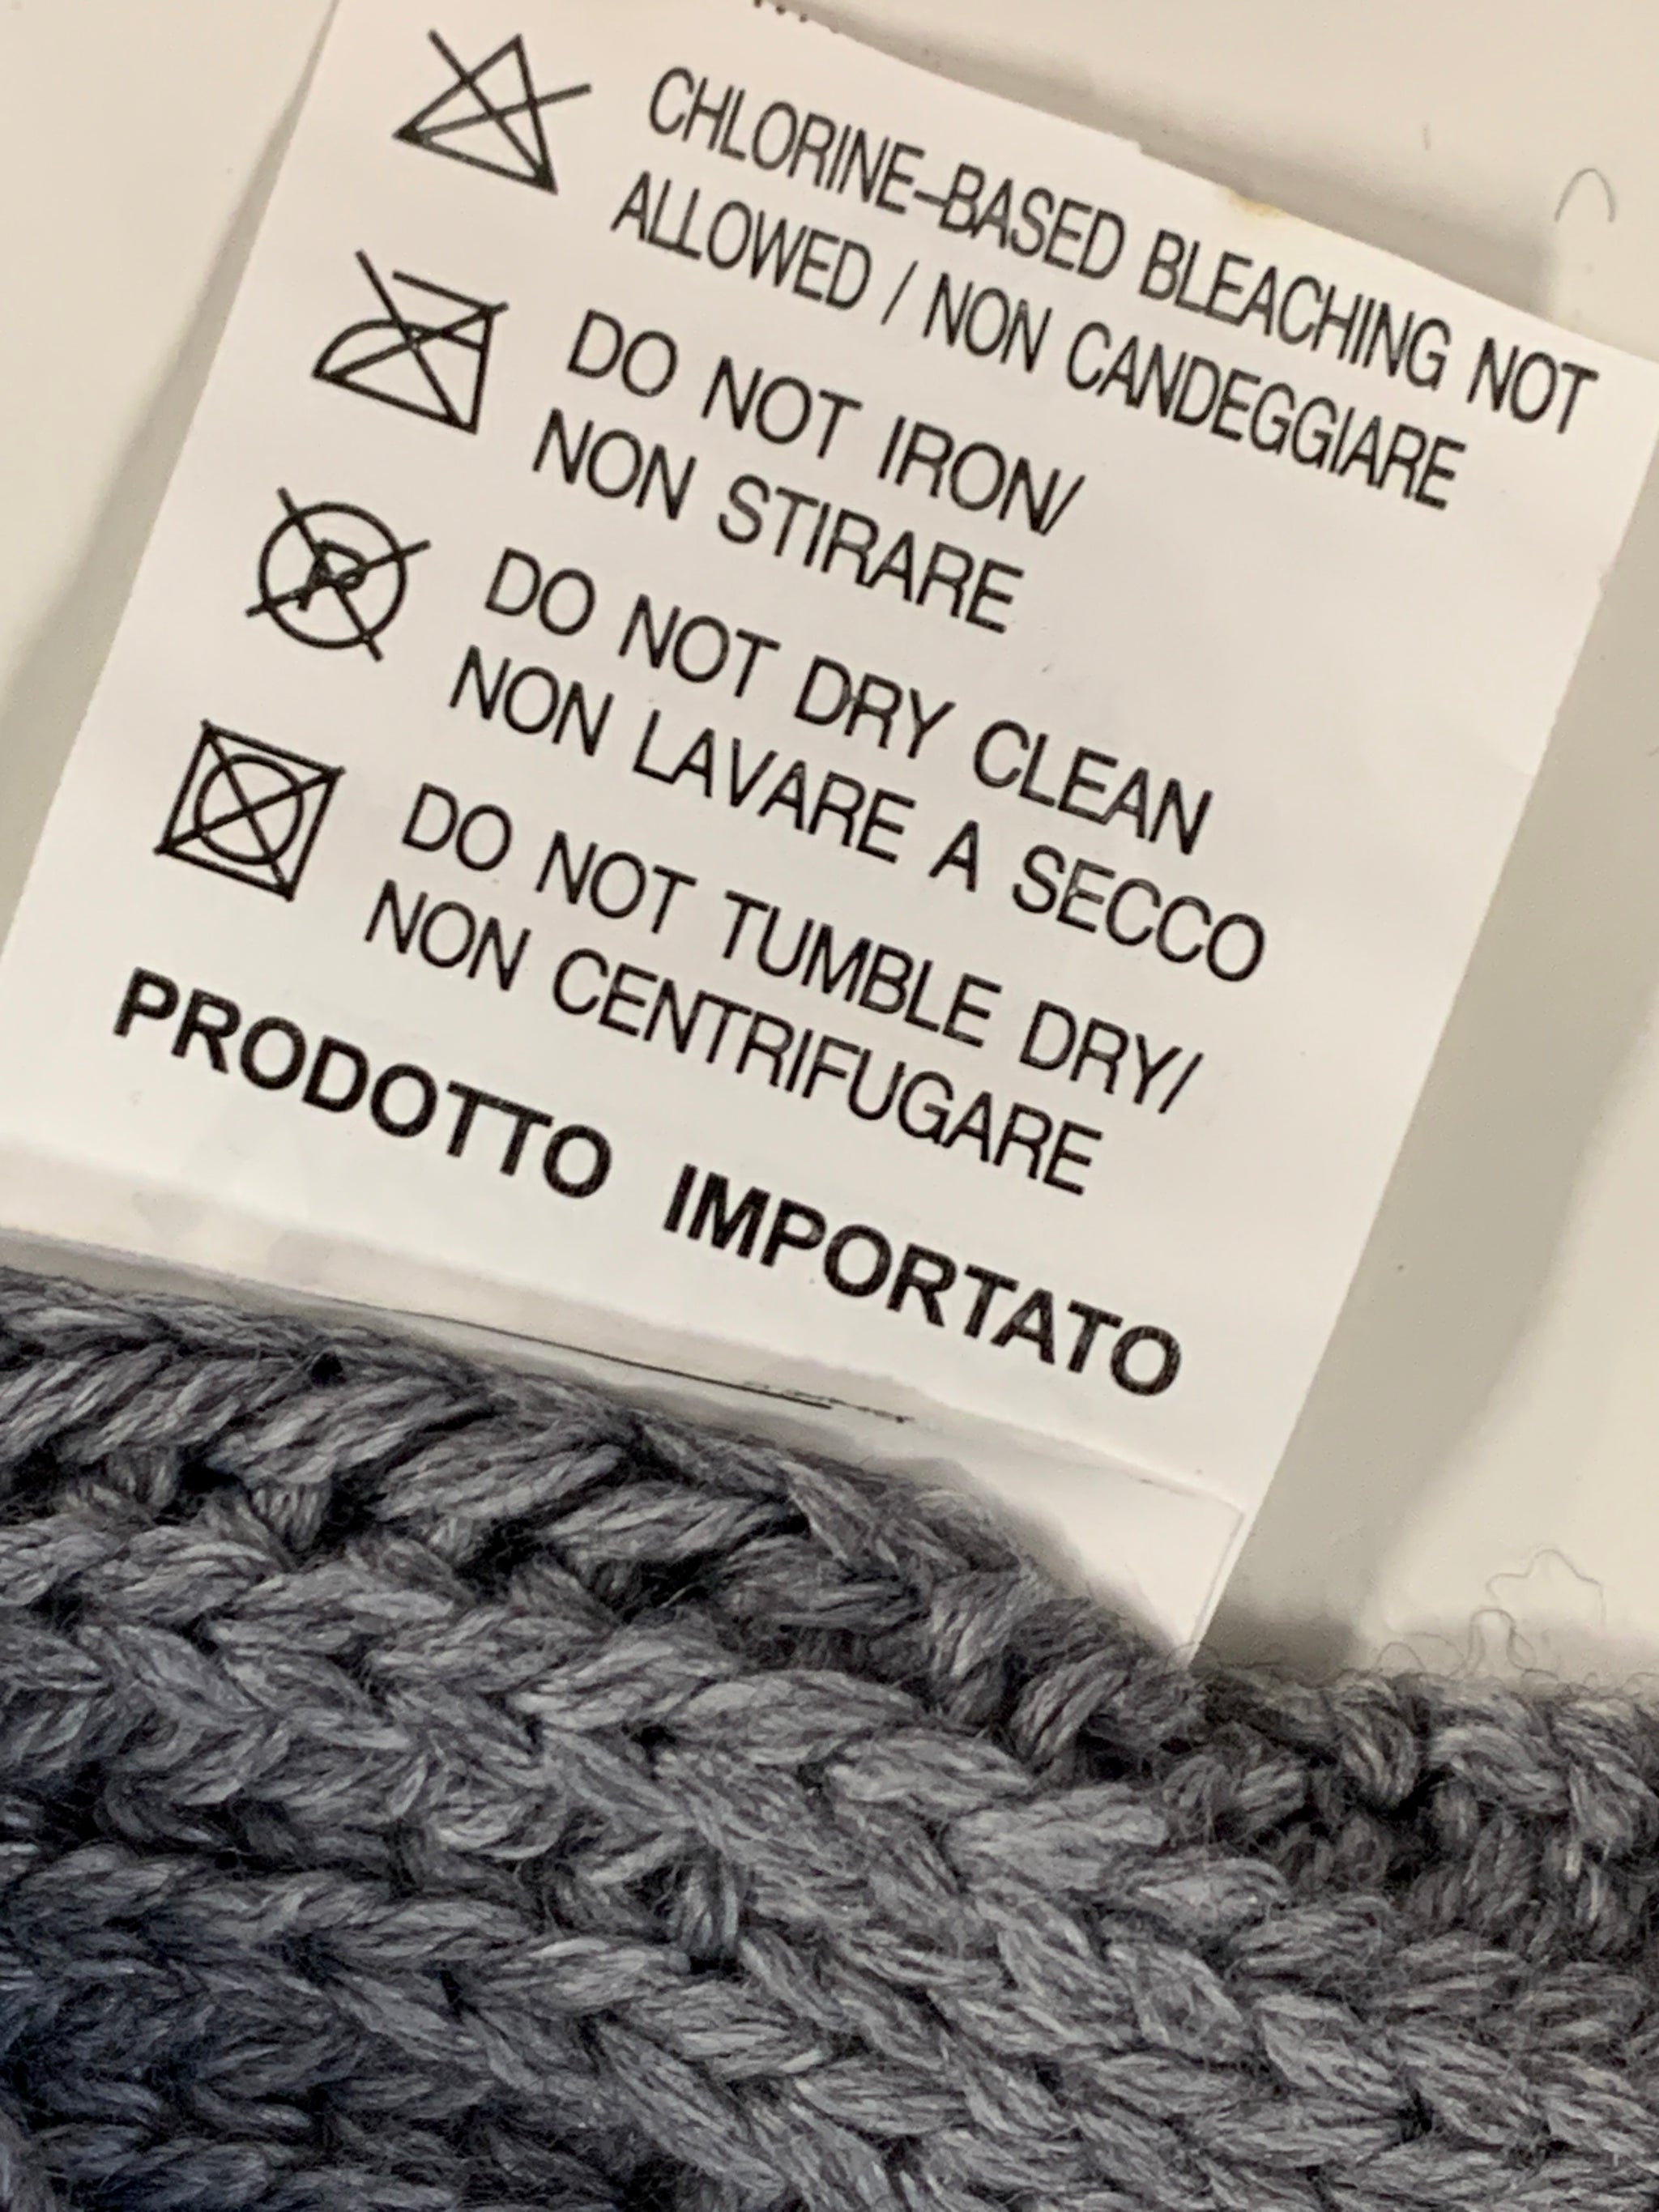 CHLORINE-BASED BLEACHING NOT
ALLOWED / NON CANDEGGIARE
DO NOT IRON/
NON STIRARE
P
DO NOT DRY CLEAN
NON LAVARE A SECCO
DO NOT TUMBLE DRY/
NON CENTRIFUGARE
PRODOTTO IMPORTATO